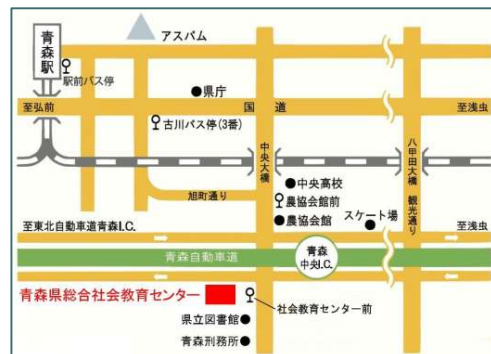 アスパム
青森駅
駅前バス停
県庁
至弘前
国道
至浅虫
古川バス停(3番)
中央大橋
八甲田大橋
観光通り
中央高校
旭町通り
農協会館前
農協会館
スケート場
至東北自動車道青森I.C.
至浅虫
青森自動車道
青森中央I.C.
青森県総合社会教育センター
社会教育センター前
県立図書館
青森刑務所